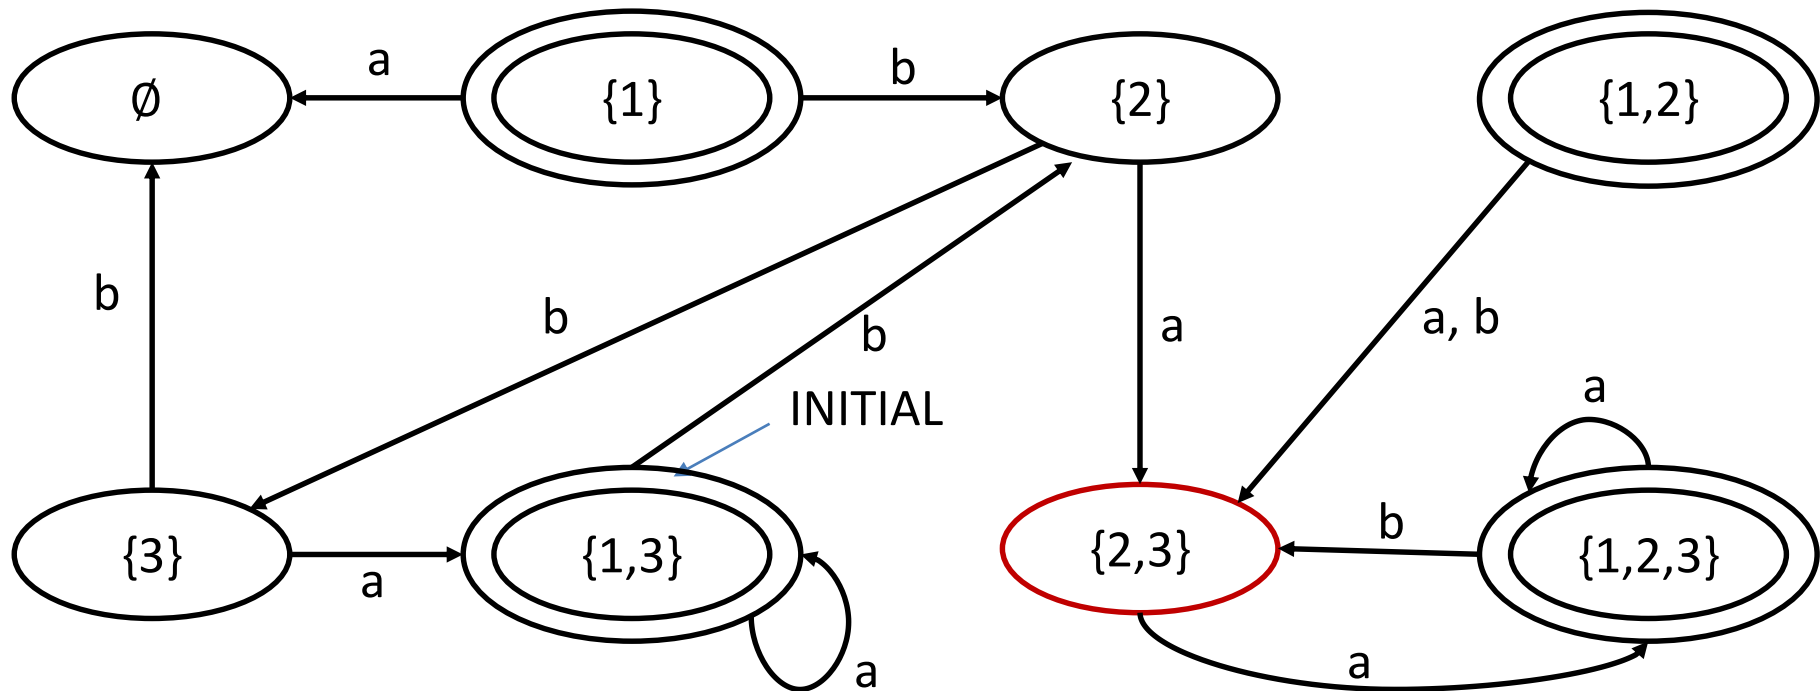 a
b
Ø
{1}
{2}
{1,2}
b
b
b
a
a, b
a
INITIAL
b
{3}
{1,3}
{2,3}
{1,2,3}
a
a
a